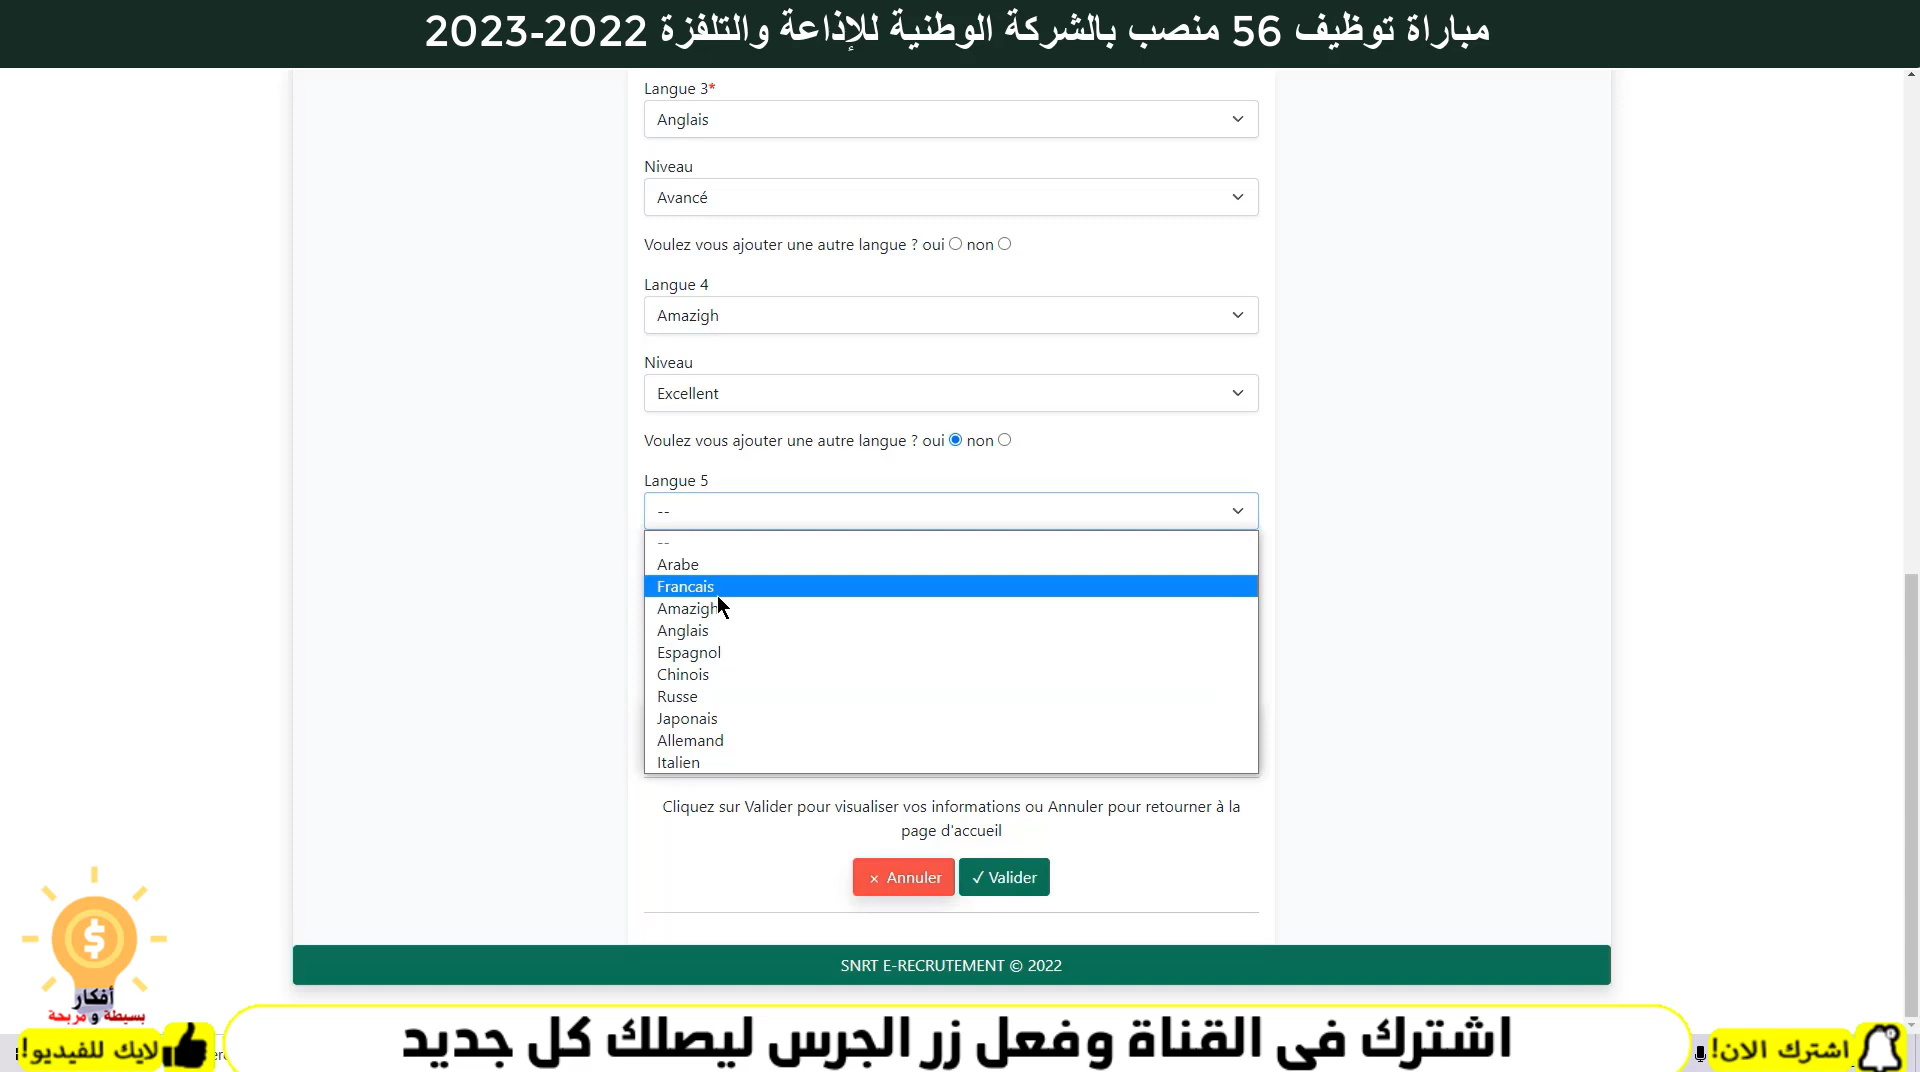 مباراة توظيف 56 منصب بالشركة الوطنية للإذاعة والتلفزة 2022-2023
Langue 3*
Anglais
Niveau
Avancé
Voulez vous ajouter une autre langue ? oui non
Langue 4
Amazigh
Niveau
Excellent
Voulez vous ajouter une autre langue ? oui non
Langue 5
--
--
Arabe
Francais
Amazigh
Anglais
Espagnol
Chinois
Russe
Japonais
Allemand
Italien
Cliquez sur Valider pour visualiser vos informations ou Annuler pour retourner à la
page d'accueil
× Annuler ✓ Valider
SNRT E-RECRUTEMENT © 2022
$
أفكار
بسيطة و مربحة
لايك للفيديو!
اشترك فى القناة وفعل زر الجرس ليصلك كل جديد
اشترك الان!